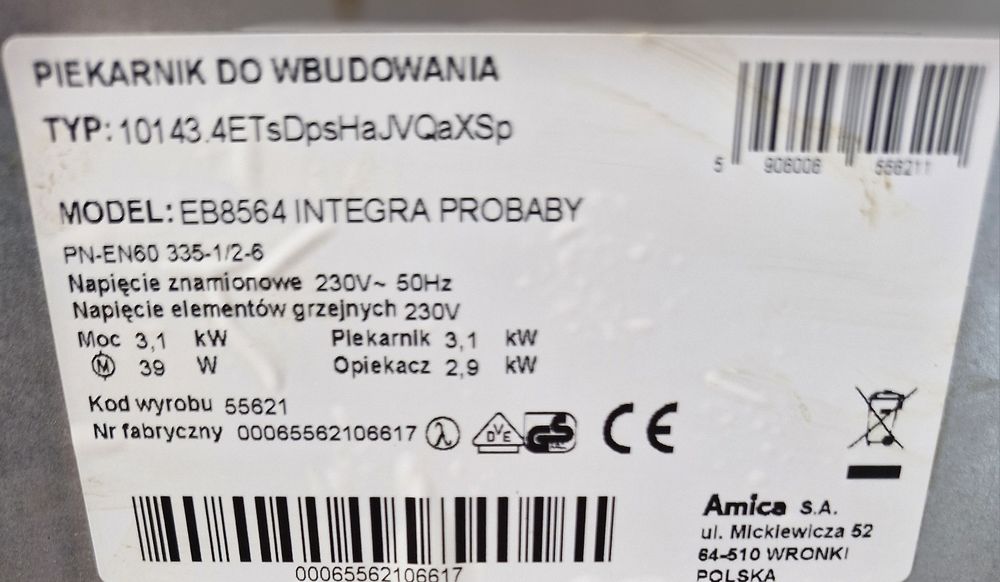 PIEKARNIK DO WBUDOWANIA
TYP: 10143.4ETsDpsHaJVQaXSp
5 906006 556211
MODEL: EB8564 INTEGRA PROBABY
PN-EN60 335-1/2-6
Napięcie znamionowe 230V~ 50Hz
Napięcie elementów grzejnych 230V
Moc 3,1 kW Piekarnik 3,1 kW
M 39 W Opiekacz 2,9 kW
Kod wyrobu 55621
Nr fabryczny 00065562106617 λ DVE GS CE
00065562106617
Amica S.A.
ul. Mickiewicza 52
64-510 WRONKI
POLSKA